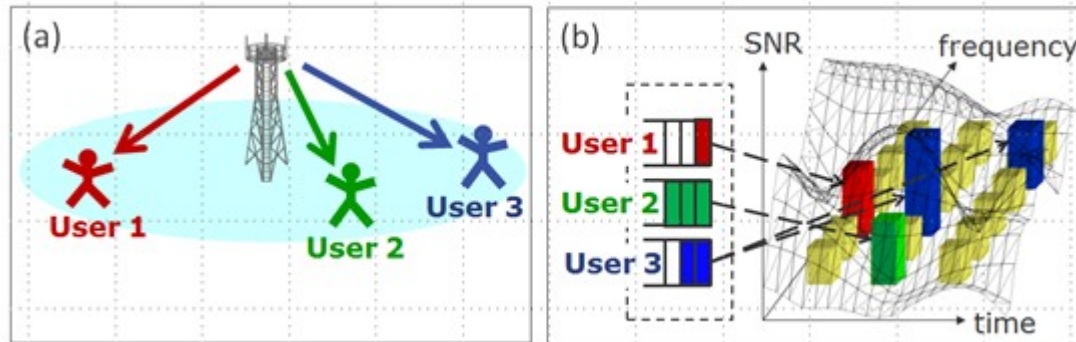 (a)
User 1
User 2
User 3
(b)
SNR
frequency
User 1
User 2
User 3
time